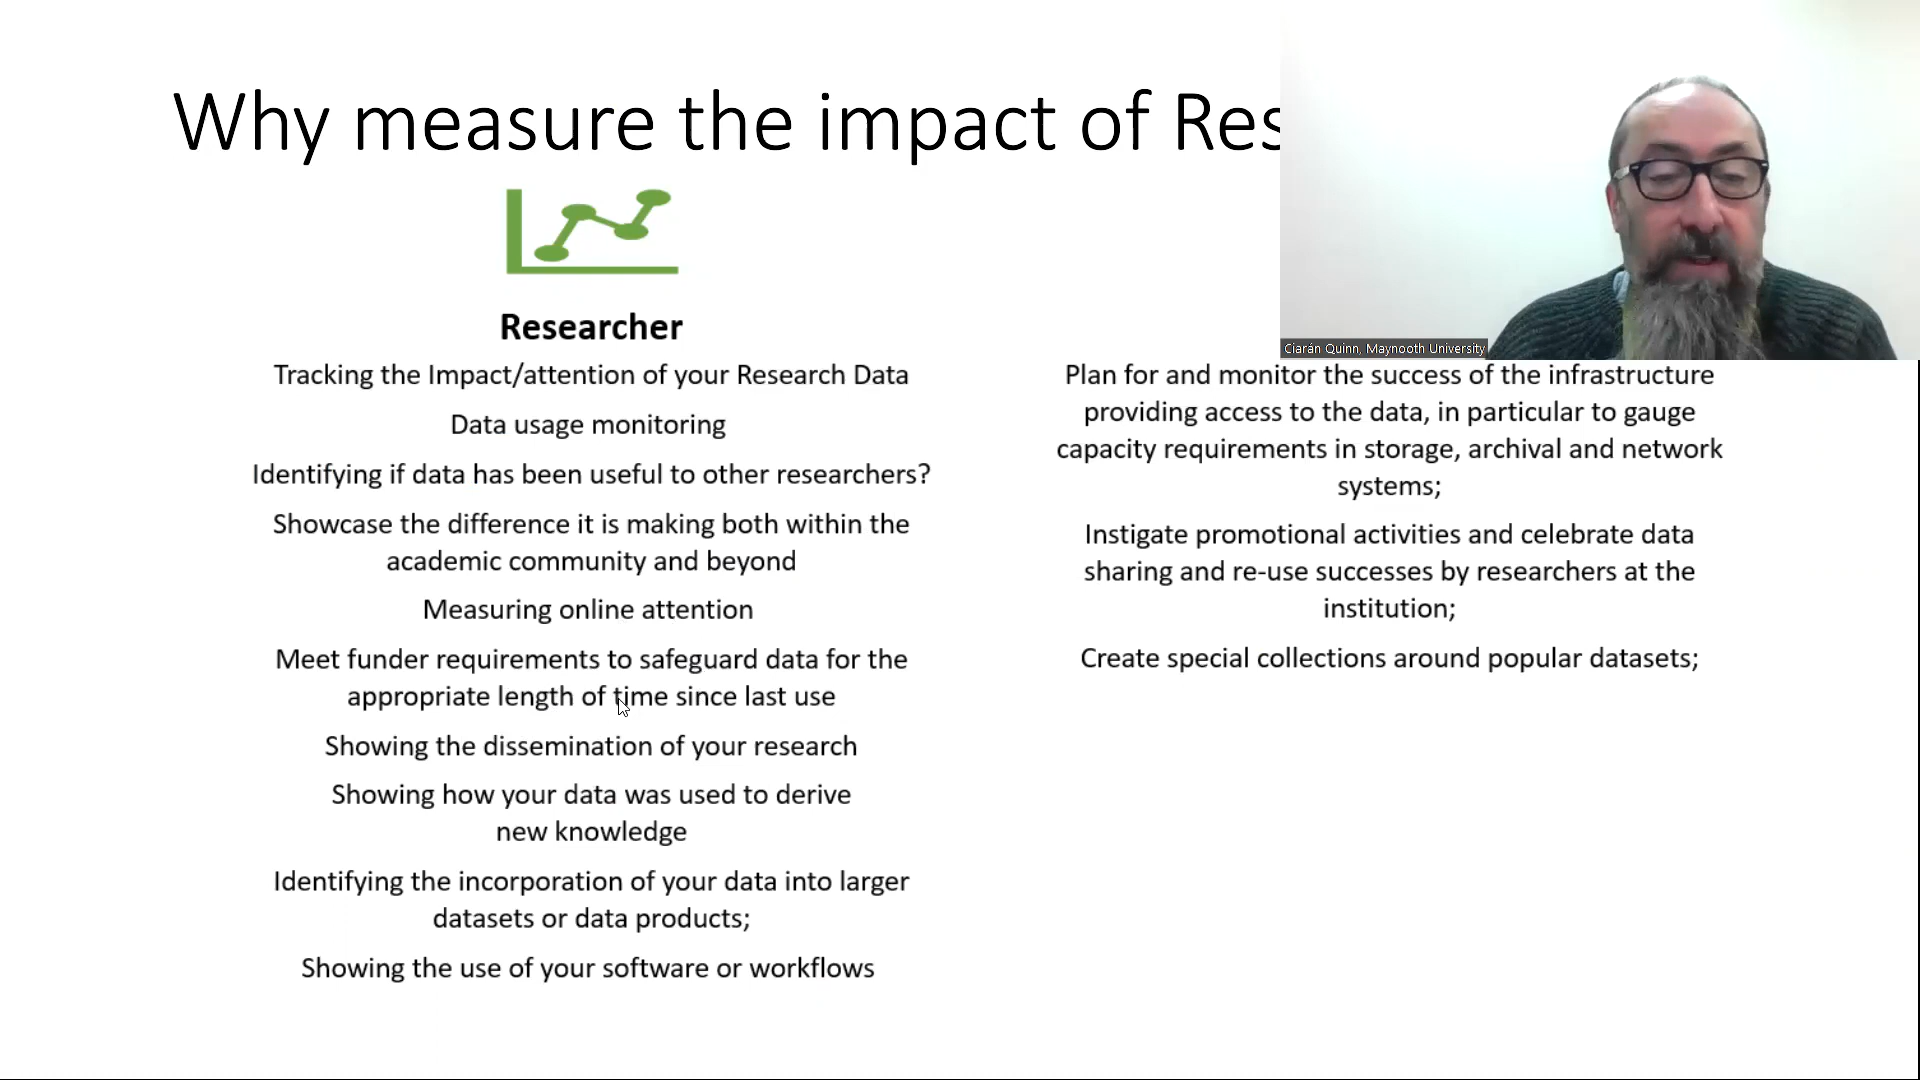 Why measure the impact of Res
Ciarán Quinn, Maynooth University
Researcher
Tracking the Impact/attention of your Research Data
Data usage monitoring
Identifying if data has been useful to other researchers?
Showcase the difference it is making both within the
academic community and beyond
Measuring online attention
Meet funder requirements to safeguard data for the
appropriate length of time since last use
Showing the dissemination of your research
Showing how your data was used to derive
new knowledge
Identifying the incorporation of your data into larger
datasets or data products;
Showing the use of your software or workflows
Plan for and monitor the success of the infrastructure
providing access to the data, in particular to gauge
capacity requirements in storage, archival and network
systems;
Instigate promotional activities and celebrate data
sharing and re-use successes by researchers at the
institution;
Create special collections around popular datasets;